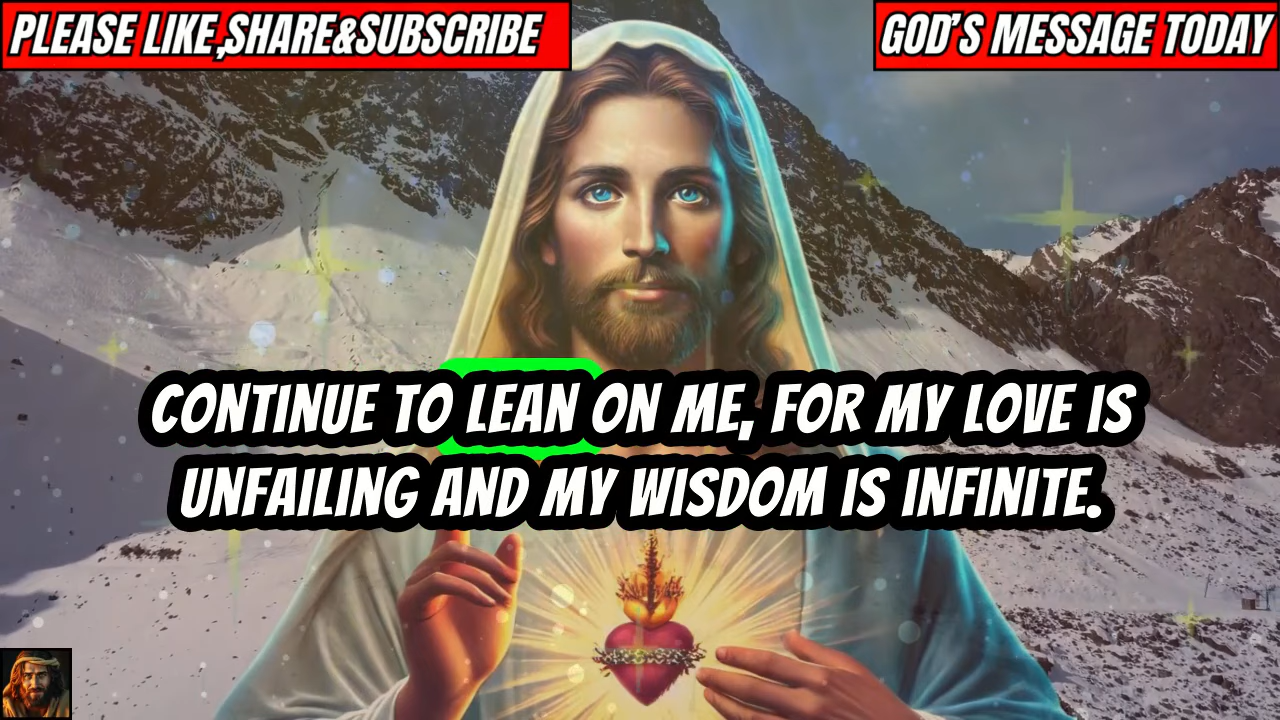 PLEASE LIKE,SHARE&SUBSCRIBE
GOD'S MESSAGE TODAY
CONTINUE TO LEAN ON ME, FOR MY LOVE IS
UNFAILING AND MY WISDOM IS INFINITE.